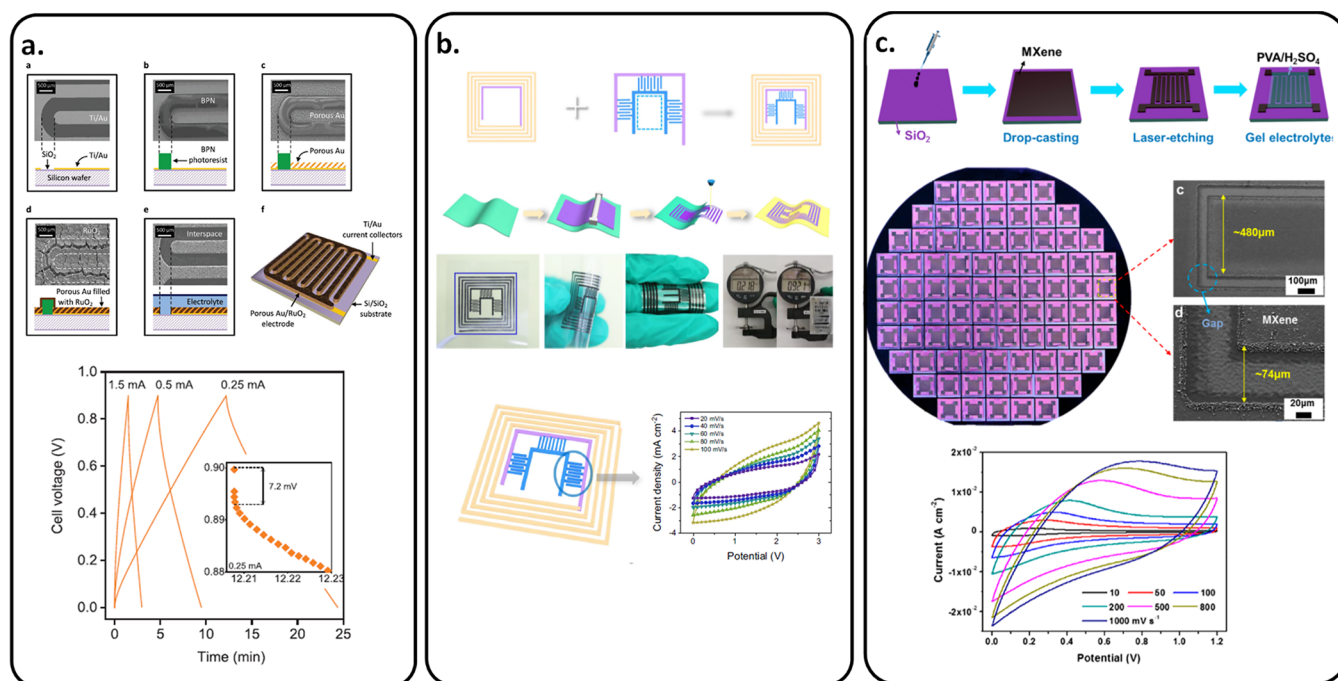 a.
a
b
c
500 μm
500 μm
BPN
500 μm
Ti/Au
Porous Au
SiO₂
Ti/Au
BPN
photoresist
Porous Au
Silicon wafer
d
e
f
500 μm
RuO₂
500 μm
Interspace
Ti/Au
current collectors
Porous Au filled
with RuO₂
Electrolyte
Porous Au/RuO₂
electrode
Si/SiO₂
substrate
1.5 mA
0.5 mA
0.25 mA
Cell voltage (V)
1.0
0.8
0.6
0.4
0.2
0.0
0.90
0.89
0.88
7.2 mV
0.25 mA
12.21
12.22
12.23
0
5
10
15
20
25
Time (min)
b.
+
0.218
0.921
20 mV/s
40 mV/s
60 mV/s
80 mV/s
100 mV/s
Current density (mA cm⁻²)
4
2
0
-2
-4
0
1
2
3
Potential (V)
c.
MXene
PVA/H₂SO₄
SiO₂
Drop-casting
Laser-etching
Gel electrolytes
c
~480μm
100μm
Gap
d
MXene
~74μm
20μm
Current (A cm⁻²)
2x10⁻²
1x10⁻²
0
-1x10⁻²
-2x10⁻²
10
50
100
200
500
800
1000 mV s⁻¹
0.0
0.2
0.4
0.6
0.8
1.0
1.2
Potential (V)